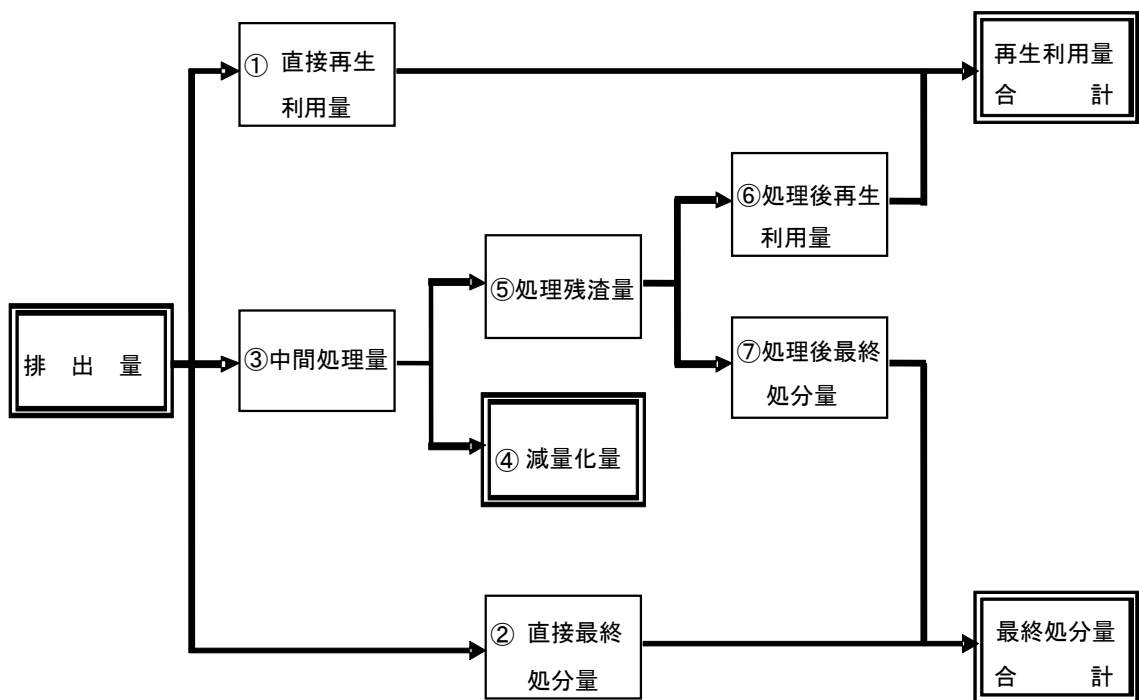 ① 直接再生
利用量
再生利用量
合 計
⑥処理後再生
利用量
⑤処理残渣量
排 出 量
③中間処理量
⑦処理後最終
処分量
④ 減量化量
② 直接最終
処分量
最終処分量
合 計